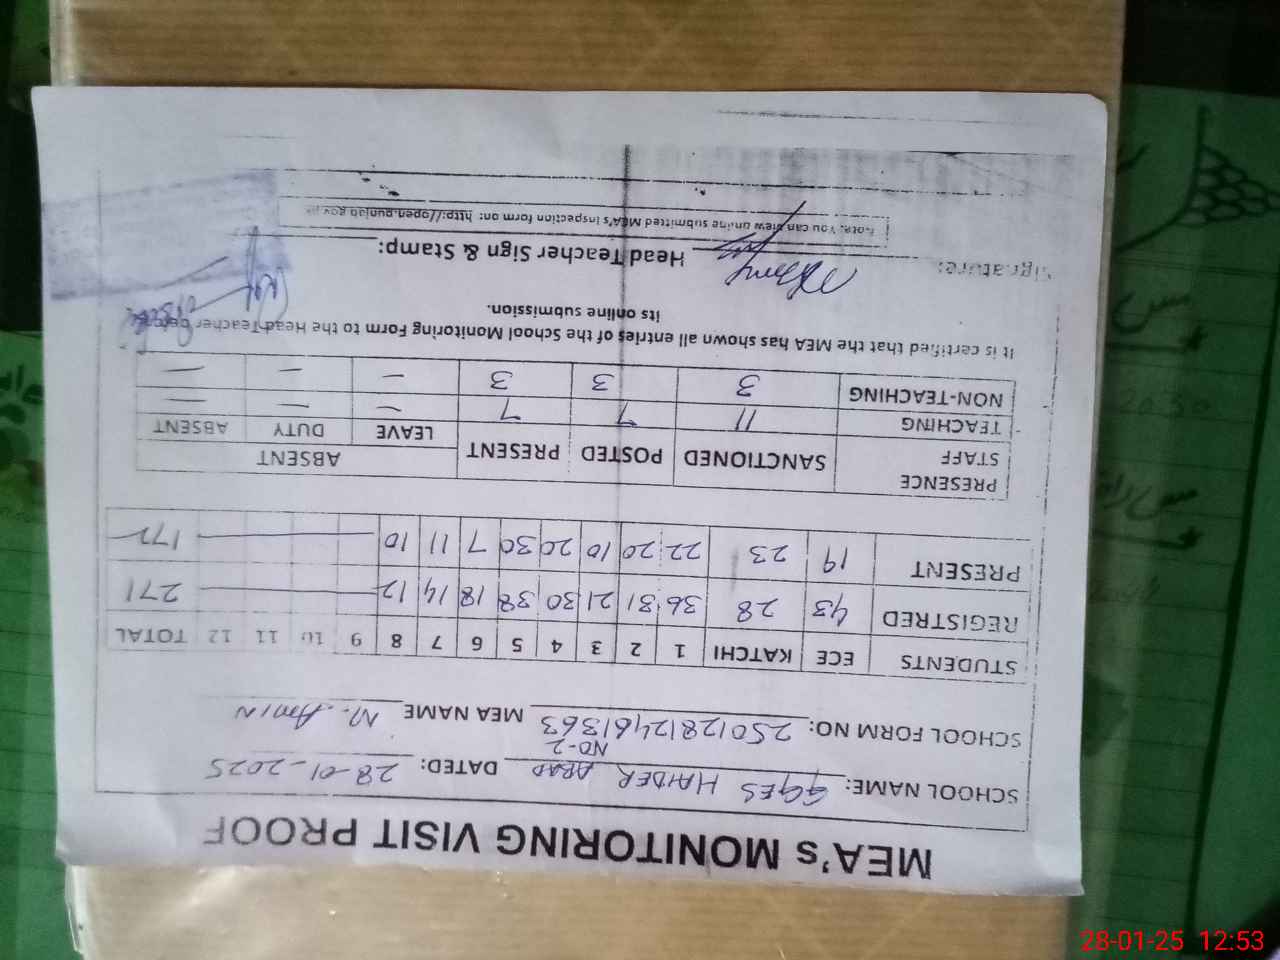 MEA's MONITORING VISIT PROOF
SCHOOL NAME: GGES HAIDER ABAD NO-2 DATED: 28-01-2025
SCHOOL FORM NO: 25012812461363 MEA NAME M. AMIN
STUDENTS ECE KATCHI 1 2 3 4 5 6 7 8 9 10 11 12 TOTAL
REGISTRED 43 28 36 31 21 30 38 18 14 12 271
PRESENT 19 23 22 20 10 20 30 7 11 10 172
PRESENCE STAFF SANCTIONED POSTED PRESENT ABSENT
LEAVE DUTY ABSENT
TEACHING 11 7 7 — — —
NON-TEACHING 3 3 3 — — —
It is certified that the MEA has shown all entries of the School Monitoring Form to the Head Teacher before
its online submission.
Signature: Head Teacher Sign & Stamp:
Note. You can view online submitted MEA's inspection form on: http://open.punjab.gov.pk
28-01-25 12:53